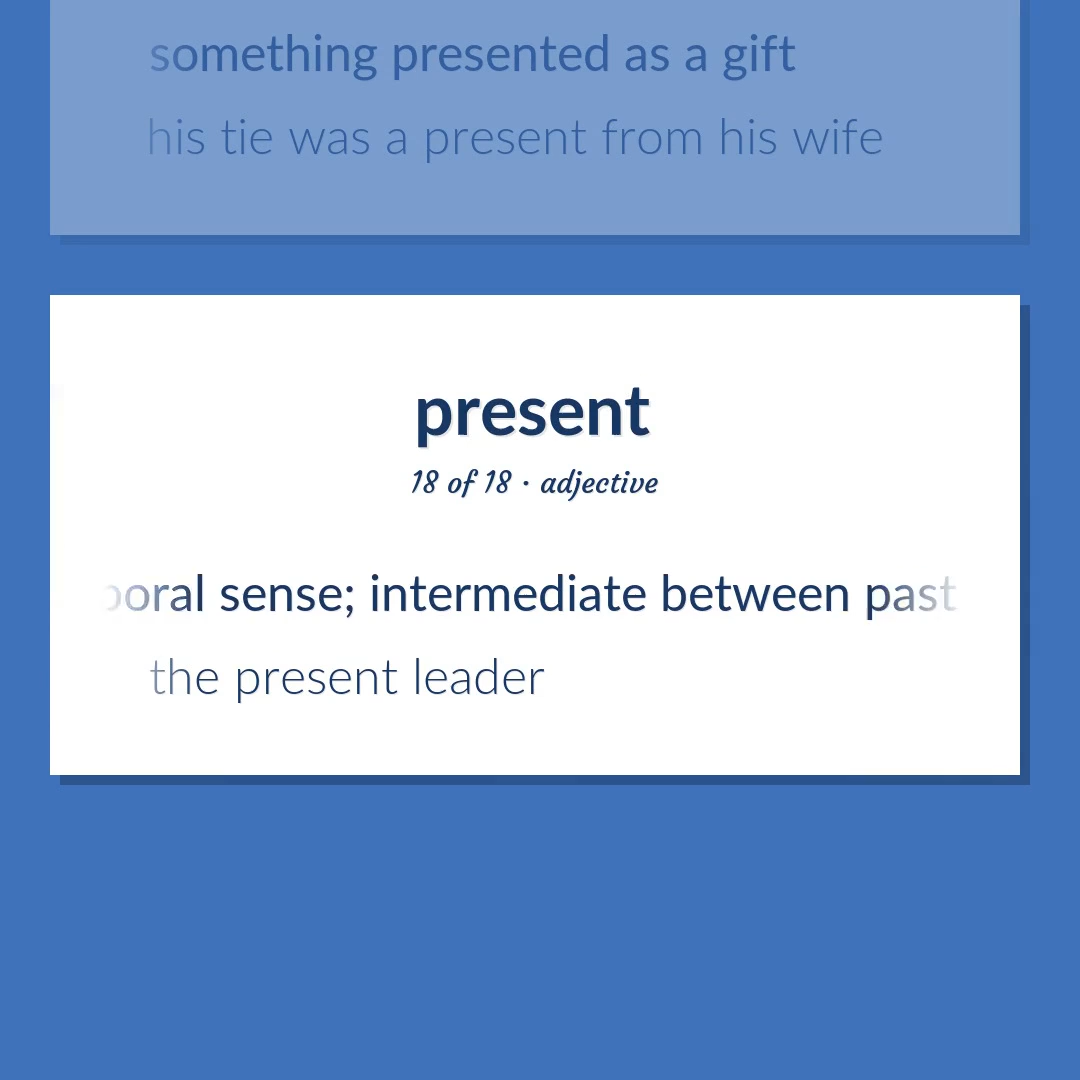 something presented as a gift
his tie was a present from his wife
present
18 of 18 · adjective
sense; intermediate between past
the present leader